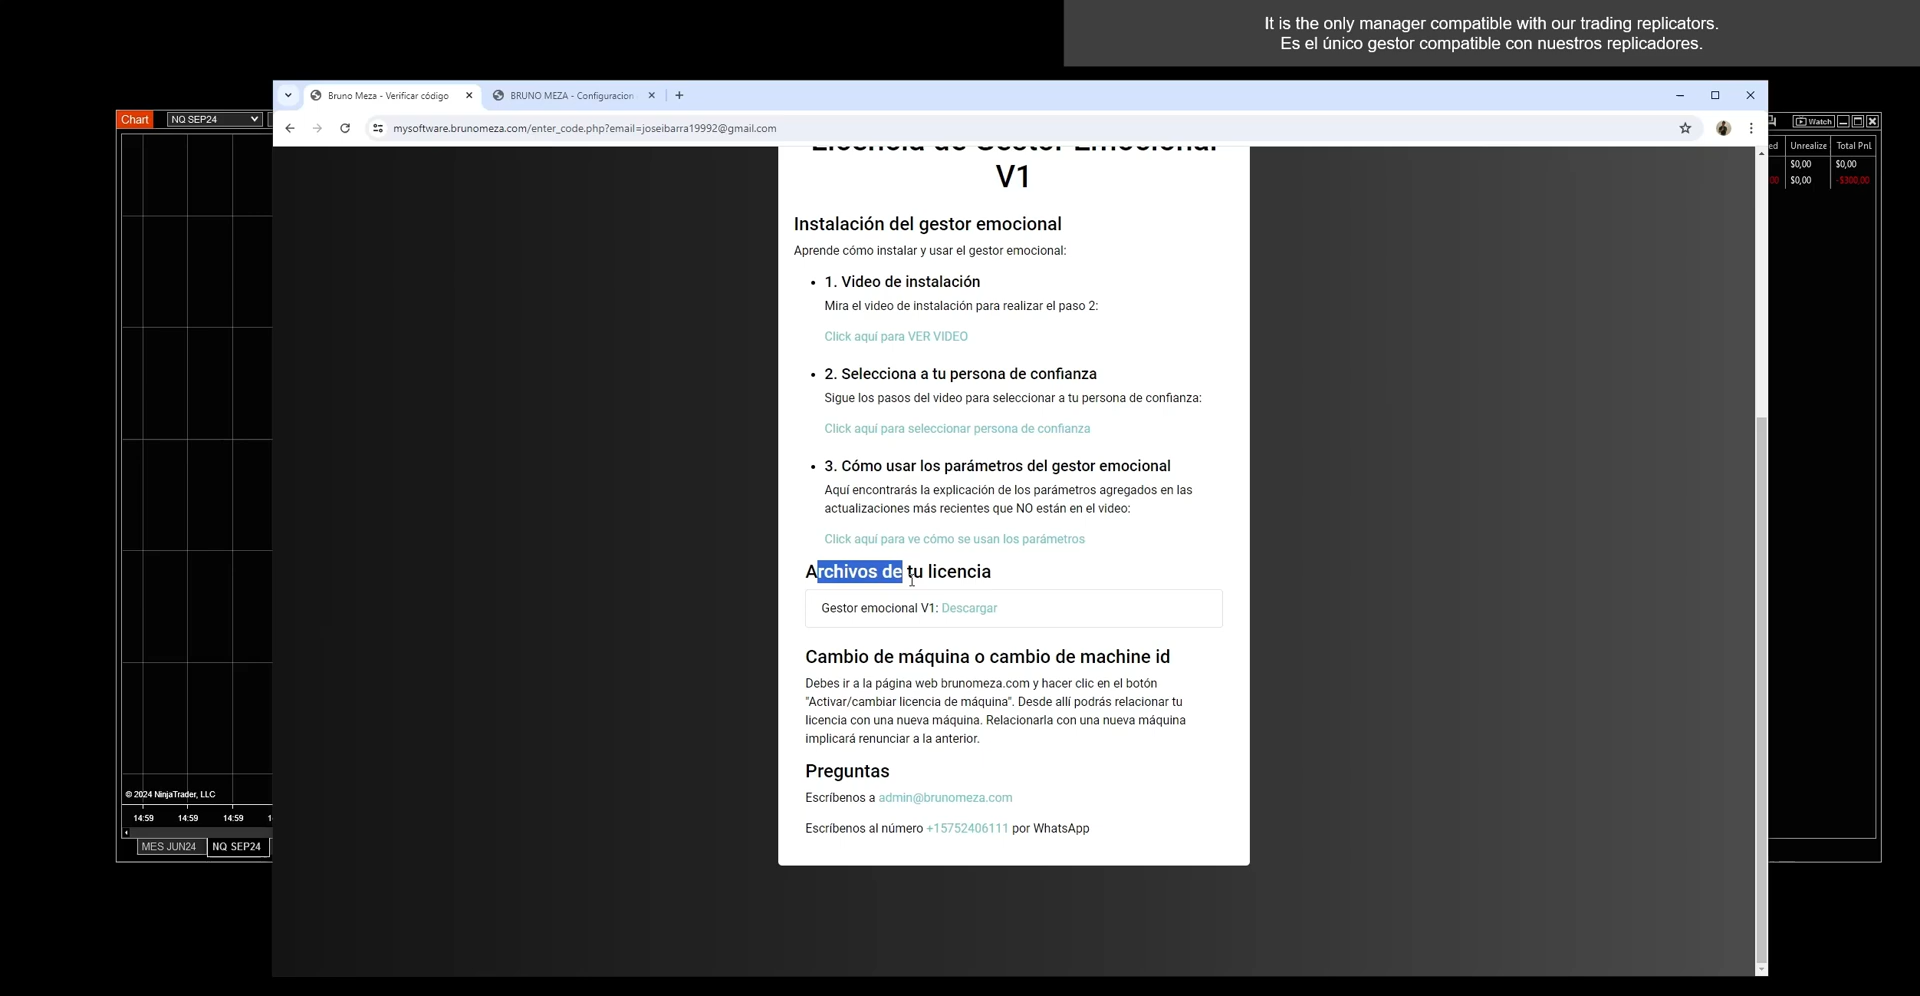 It is the only manager compatible with our trading replicators.
Es el único gestor compatible con nuestros replicadores.
Bruno Meza - Verificar código
BRUNO MEZA - Configuracion
Chart
NQ SEP24
Watch
mysoftware.brunomeza.com/enter_code.php?email=joseibarra19992@gmail.com
ed Unrealize Total PnL
$0,00 $0,00
00 $0,00 -$300.00
Licencia de Gestor Emocional
V1
Instalación del gestor emocional
Aprende cómo instalar y usar el gestor emocional:
• 1. Video de instalación
Mira el video de instalación para realizar el paso 2:
Click aquí para VER VIDEO
• 2. Selecciona a tu persona de confianza
Sigue los pasos del video para seleccionar a tu persona de confianza:
Click aquí para seleccionar persona de confianza
• 3. Cómo usar los parámetros del gestor emocional
Aquí encontrarás la explicación de los parámetros agregados en las
actualizaciones más recientes que NO están en el video:
Click aquí para ve cómo se usan los parámetros
Archivos de tu licencia
Gestor emocional V1: Descargar
Cambio de máquina o cambio de machine id
Debes ir a la página web brunomeza.com y hacer clic en el botón
"Activar/cambiar licencia de máquina". Desde allí podrás relacionar tu
licencia con una nueva máquina. Relacionarla con una nueva máquina
implicará renunciar a la anterior.
Preguntas
Escríbenos a admin@brunomeza.com
Escríbenos al número +15752406111 por WhatsApp
© 2024 NinjaTrader, LLC
14:59 14:59 14:59 1
MES JUN24 NQ SEP24